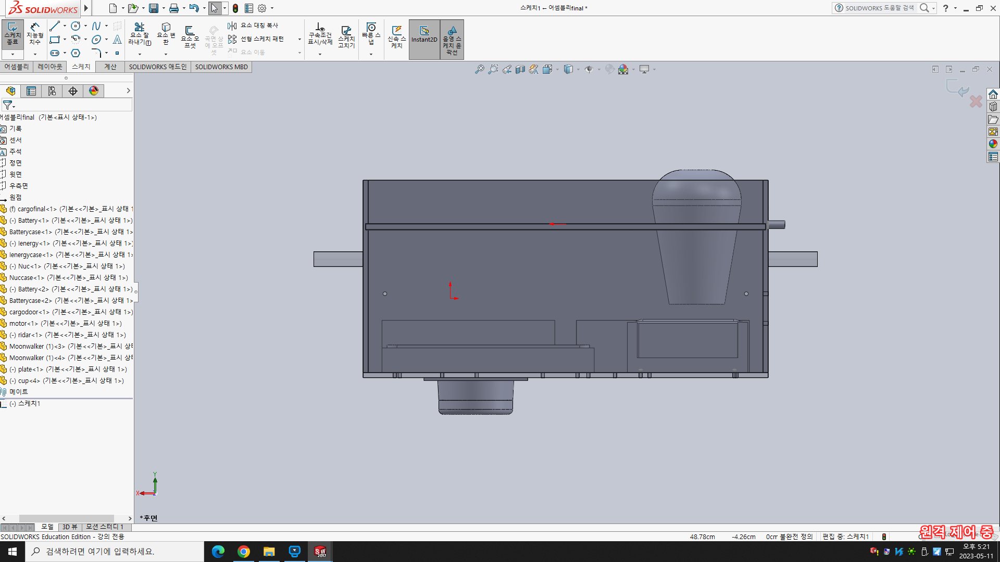 SOLIDWORKS
스케치1 ← 어셈블리final *
SOLIDWORKS 도움말 검색
스케치 종료
지능형 치수
요소 잘라내기(T)
요소 변환
요소 오프셋
곡면 상에 오프셋
요소 대칭 복사
선형 스케치 패턴
요소 이동
구속조건 표시/삭제
스케치 고치기
빠른 스냅
신속 스케치
Instant2D
음영 스케치 윤곽선
어셈블리
레이아웃
스케치
계산
SOLIDWORKS 애드인
SOLIDWORKS MBD
어셈블리final (기본<표시 상태-1>)
기록
센서
주석
정면
윗면
우측면
원점
(f) cargofinal<1> (기본<<기본>_표시 상태 1
(-) Battery<1> (기본<<기본>_표시 상태 1>)
Batterycase<1> (기본<<기본>_표시 상태 1>
(-) Ienergy<1> (기본<<기본>_표시 상태 1>)
Ienergycase<1> (기본<<기본>_표시 상태 1>
(-) Nuc<1> (기본<<기본>_표시 상태 1>)
Nuccase<1> (기본<<기본>_표시 상태 1>)
(-) Battery<2> (기본<<기본>_표시 상태 1>)
Batterycase<2> (기본<<기본>_표시 상태 1>
cargodoor<1> (기본<<기본>_표시 상태 1>)
motor<1> (기본<<기본>_표시 상태 1>)
(-) ridar<1> (기본<<기본>_표시 상태 1>)
Moonwalker (1)<3> (기본<<기본>_표시 상태
Moonwalker (1)<4> (기본<<기본>_표시 상태
(-) plate<1> (기본<<기본>_표시 상태 1>)
(-) cup<4> (기본<<기본>_표시 상태 1>)
메이트
(-) 스케치1
Y
X
*후면
모델
3D 뷰
모션 스터디 1
SOLIDWORKS Education Edition - 강의 전용
48.78cm
-4.26cm
0cm 불완전 정의
편집 중: 스케치1
원격 제어 중
검색하려면 여기에 입력하세요.
SW 2017
오후 5:21
2023-05-11